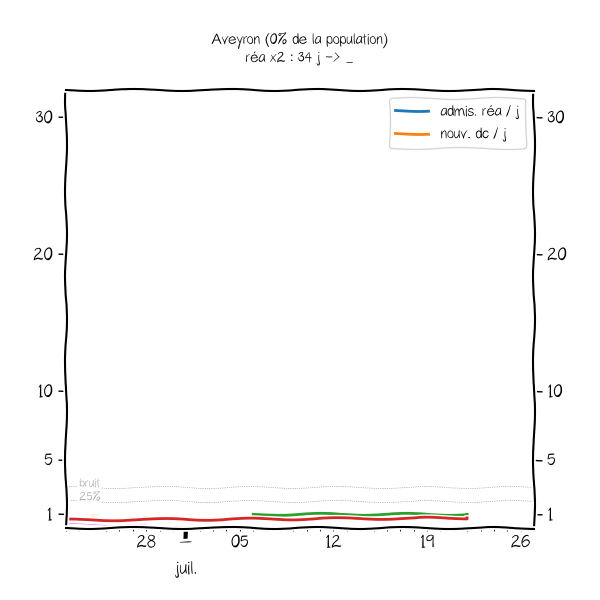 Aveyron (0% de la population)
réa x2 : 34 j -> _
admis. réa / j
nouv. dc / j
30
30
20
20
10
10
5
5
bruit
25%
1
1
28
05
12
19
26
juil.